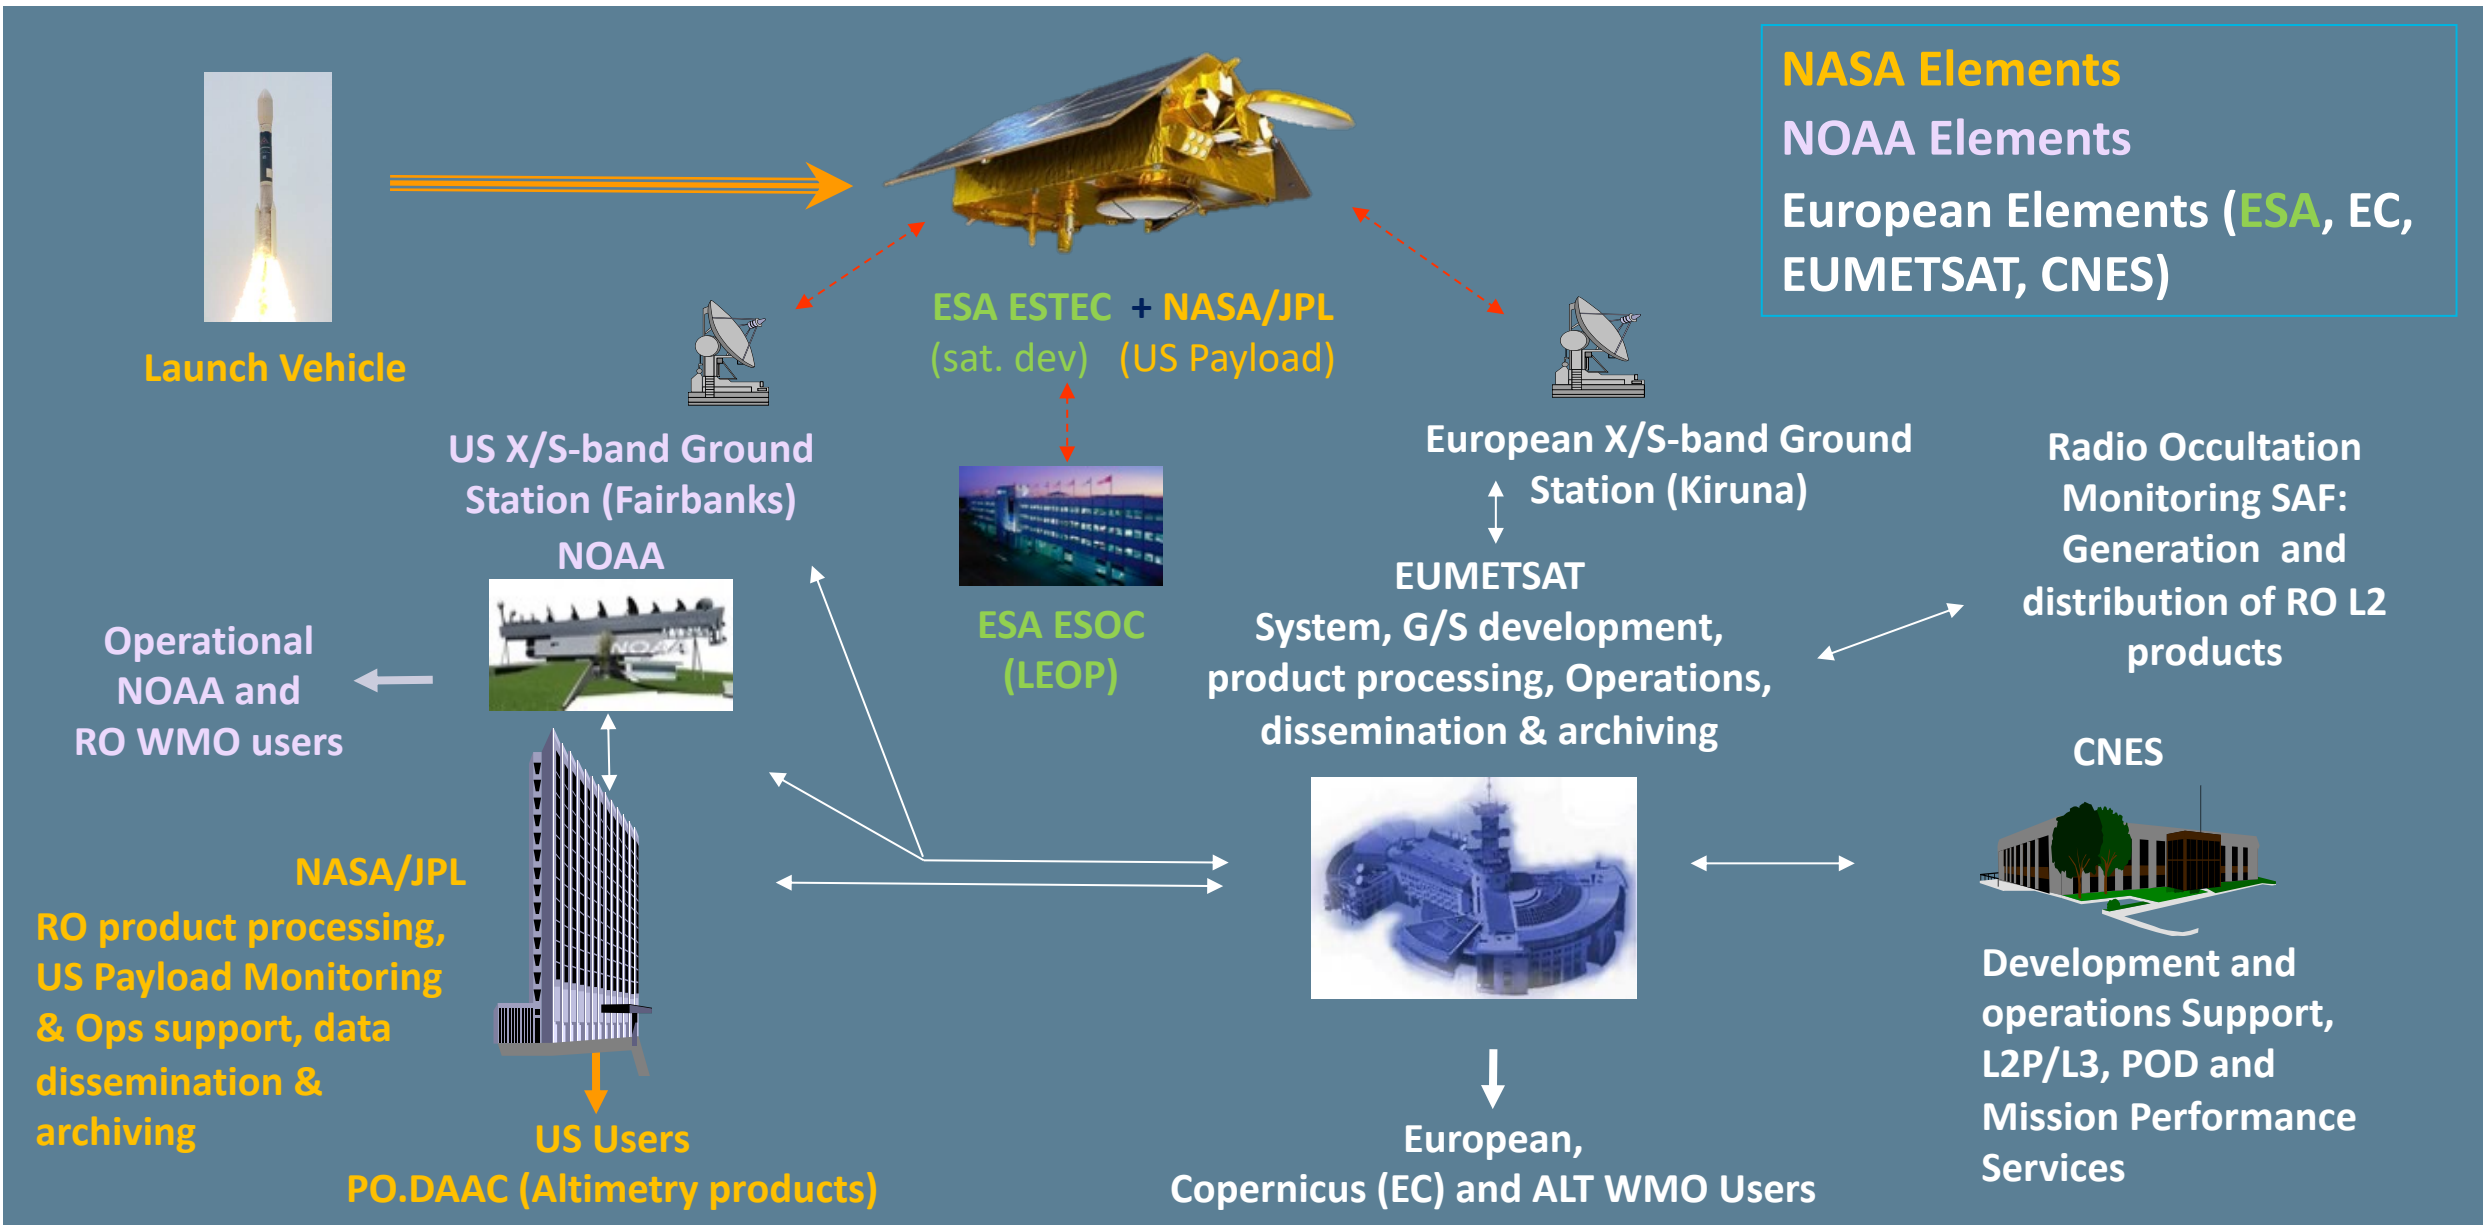 NASA Elements
NOAA Elements
European Elements (ESA, EC,
EUMETSAT, CNES)
Launch Vehicle
ESA ESTEC + NASA/JPL
(sat. dev) (US Payload)
US X/S-band Ground
Station (Fairbanks)
NOAA
NOAA
Operational
NOAA and
RO WMO users
ESA ESOC
(LEOP)
European X/S-band Ground
Station (Kiruna)
EUMETSAT
System, G/S development,
product processing, Operations,
dissemination & archiving
Radio Occultation
Monitoring SAF:
Generation and
distribution of RO L2
products
CNES
Development and
operations Support,
L2P/L3, POD and
Mission Performance
Services
NASA/JPL
RO product processing,
US Payload Monitoring
& Ops support, data
dissemination &
archiving
US Users
PO.DAAC (Altimetry products)
European,
Copernicus (EC) and ALT WMO Users